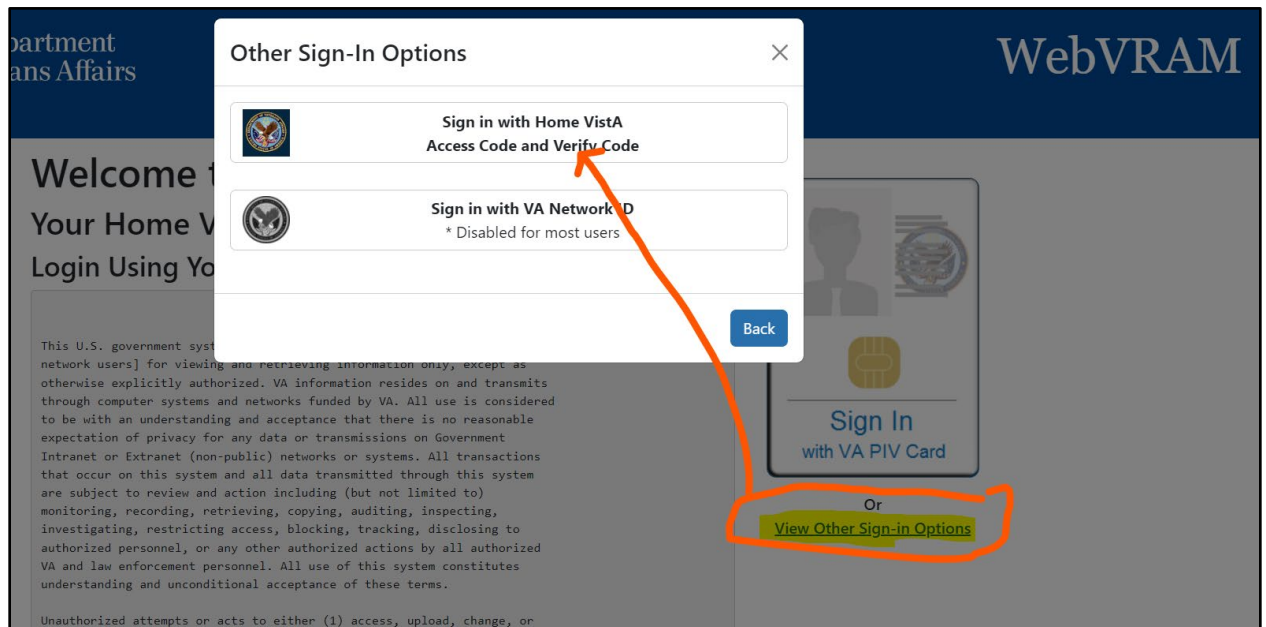 partment
ans Affairs
WebVRAM
Other Sign-In Options
Sign in with Home VistA
Access Code and Verify Code
Sign in with VA Network ID
* Disabled for most users
Back
Welcome t
Your Home V
Login Using Yo
This U.S. government syst
network users] for viewing and retrieving information only, except as
otherwise explicitly authorized. VA information resides on and transmits
through computer systems and networks funded by VA. All use is considered
to be with an understanding and acceptance that there is no reasonable
expectation of privacy for any data or transmissions on Government
Intranet or Extranet (non-public) networks or systems. All transactions
that occur on this system and all data transmitted through this system
are subject to review and action including (but not limited to)
monitoring, recording, retrieving, copying, auditing, inspecting,
investigating, restricting access, blocking, tracking, disclosing to
authorized personnel, or any other authorized actions by all authorized
VA and law enforcement personnel. All use of this system constitutes
understanding and unconditional acceptance of these terms.
Unauthorized attempts or acts to either (1) access, upload, change, or
Sign In
with VA PIV Card
Or
View Other Sign-in Options